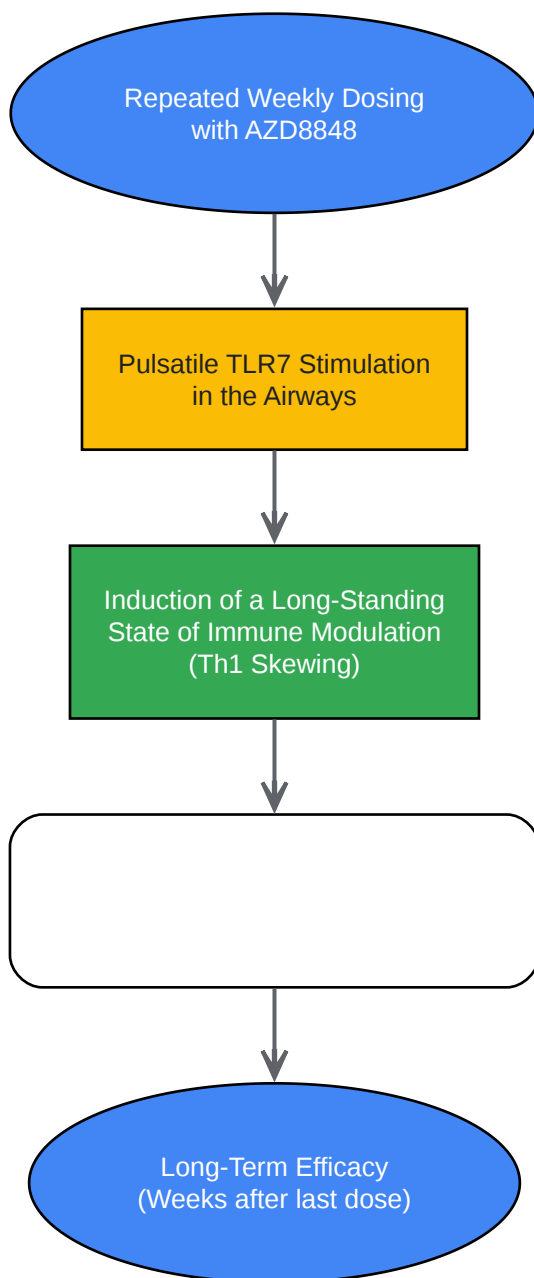 Repeated Weekly Dosing
with AZD8848
Pulsatile TLR7 Stimulation
in the Airways
Induction of a Long-Standing
State of Immune Modulation
(Th1 Skewing)
Long-Term Efficacy
(Weeks after last dose)